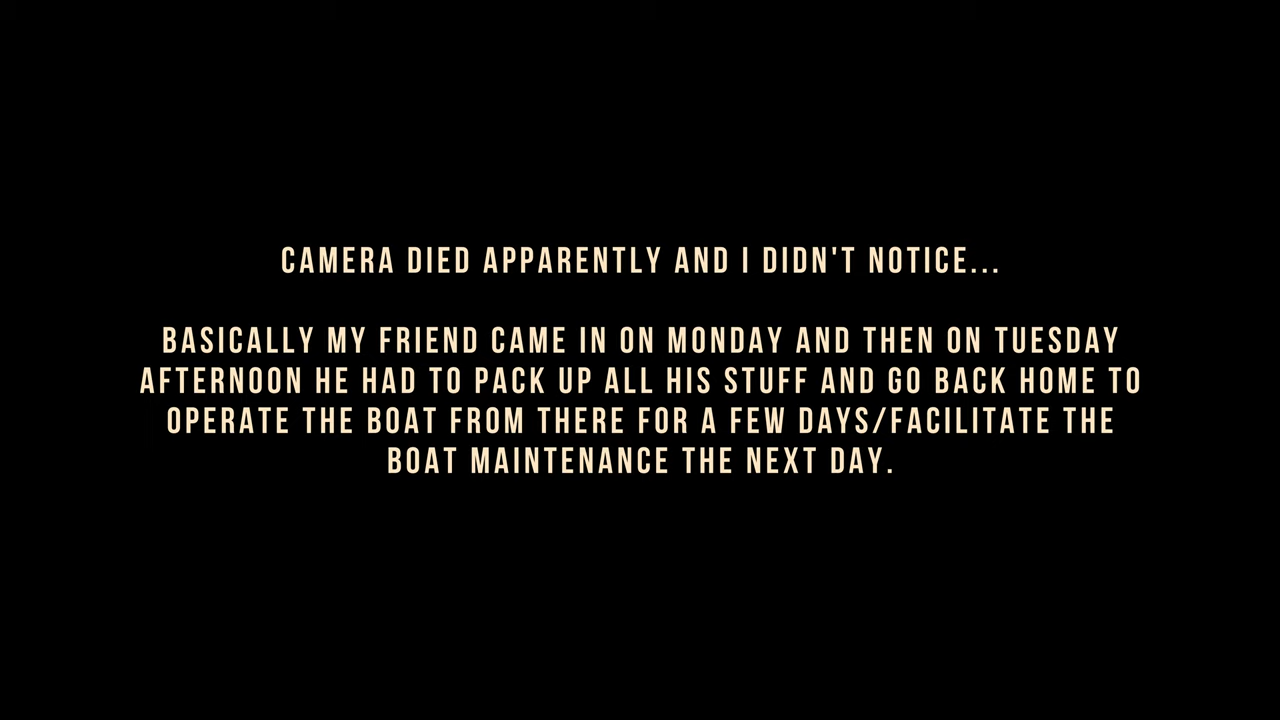 CAMERA DIED APPARENTLY AND I DIDN'T NOTICE...
BASICALLY MY FRIEND CAME IN ON MONDAY AND THEN ON TUESDAY
AFTERNOON HE HAD TO PACK UP ALL HIS STUFF AND GO BACK HOME TO
OPERATE THE BOAT FROM THERE FOR A FEW DAYS/FACILITATE THE
BOAT MAINTENANCE THE NEXT DAY.